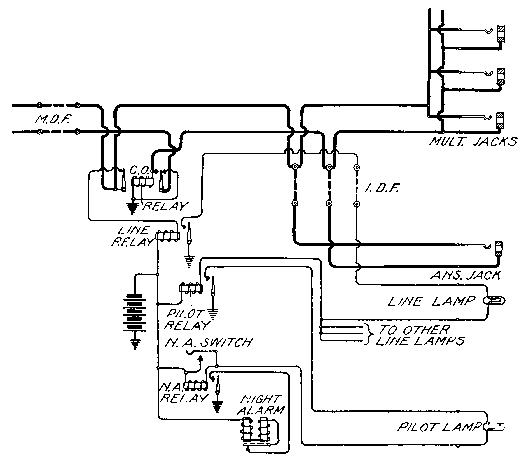 M.D.F.
MULT. JACKS
C.O.
RELAY
I.D.F.
LINE
RELAY
ANS. JACK
LINE LAMP
PILOT
RELAY
TO OTHER
LINE LAMPS
N.A. SWITCH
N.A.
RELAY
NIGHT
ALARM
PILOT LAMP